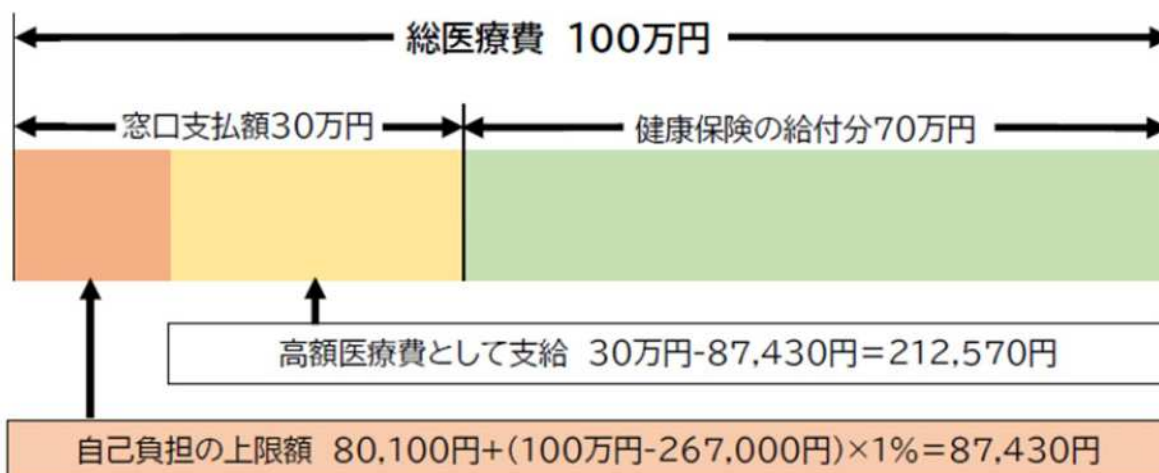 総医療費 100万円
窓口支払額30万円
健康保険の給付分70万円
高額医療費として支給 30万円-87,430円=212,570円
自己負担の上限額 80,100円+(100万円-267,000円)×1%=87,430円